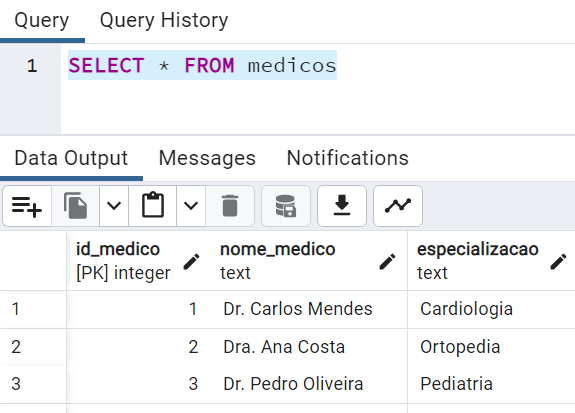 Query Query History
1 SELECT * FROM medicos
Data Output Messages Notifications
id_medico nome_medico especializacao
[PK] integer text text
1 1 Dr. Carlos Mendes Cardiologia
2 2 Dra. Ana Costa Ortopedia
3 3 Dr. Pedro Oliveira Pediatria